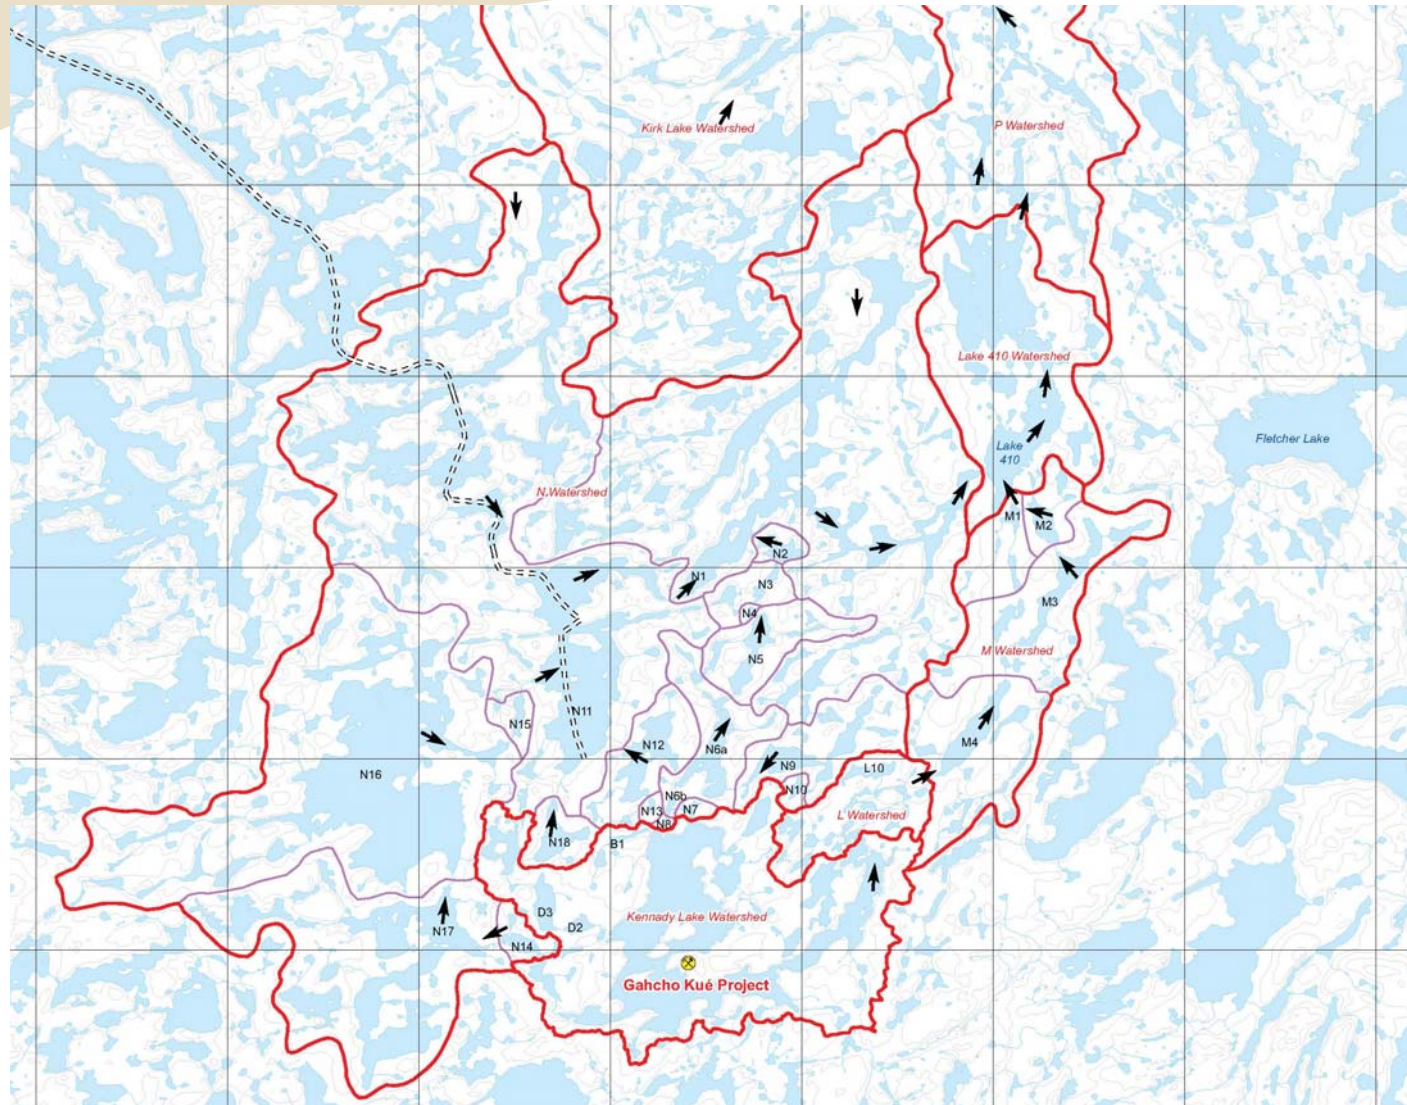 Kirk Lake Watershed
P Watershed
Lake 410 Watershed
Fletcher Lake
Lake
410
N Watershed
M1
M2
N2
N1
N3
M3
N4
M Watershed
N5
N11
N15
N12
N6a
M4
N9
L10
N16
N10
N6b
N13
N7
L Watershed
N8
N18
B1
D3
Kennady Lake Watershed
D2
N17
N14
Gahcho Kué Project